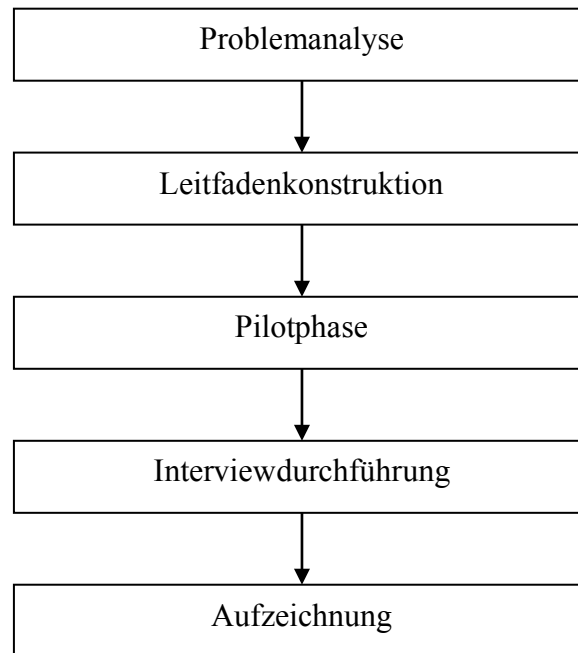 Problemanalyse
Leitfadenkonstruktion
Pilotphase
Interviewdurchführung
Aufzeichnung